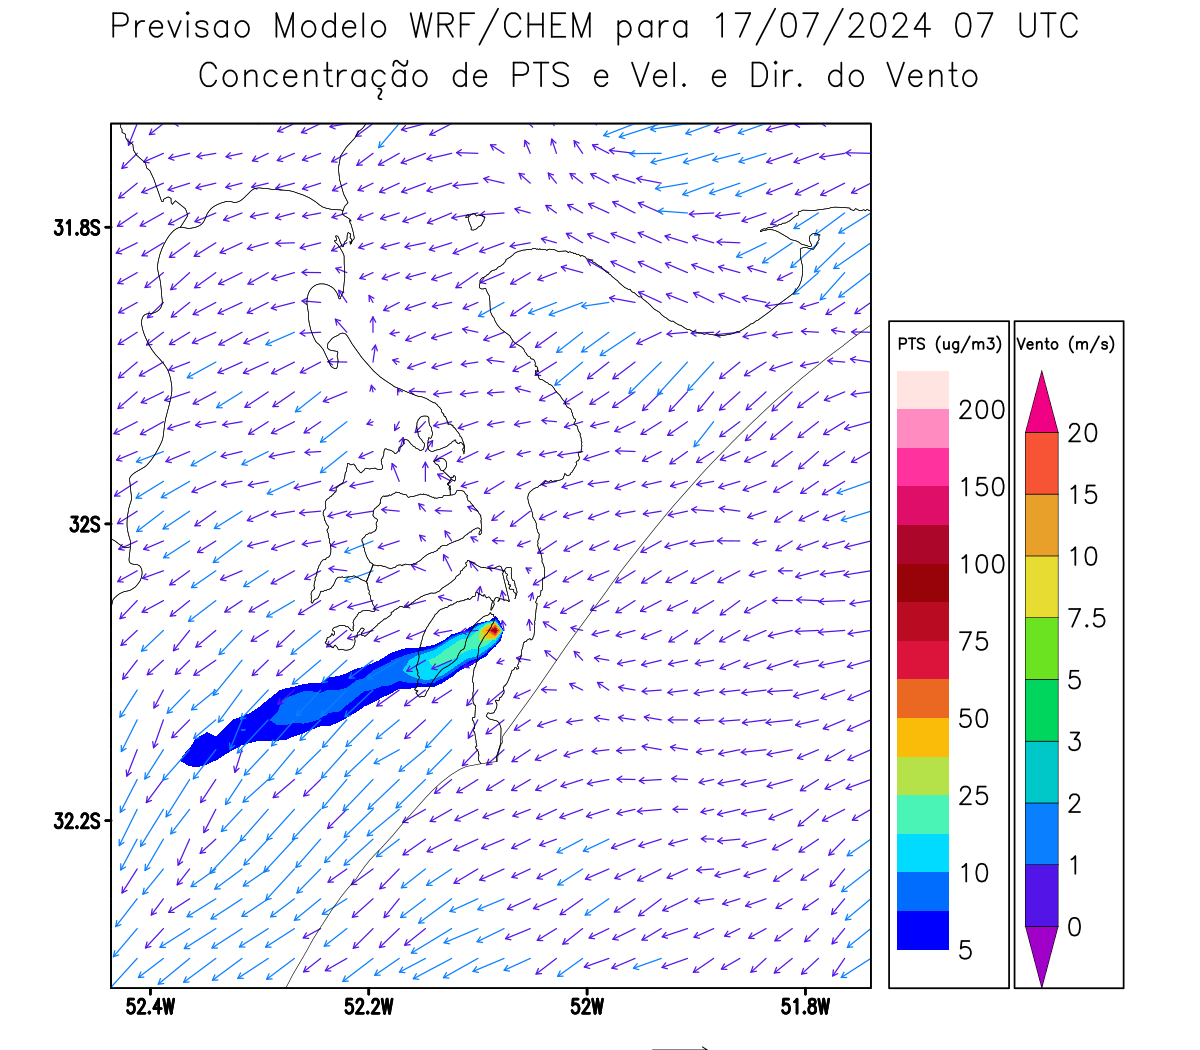 Previsao Modelo WRF/CHEM para 17/07/2024 07 UTC
Concentração de PTS e Vel. e Dir. do Vento
31.8S
32S
32.2S
52.4W
52.2W
52W
51.8W
PTS (ug/m3)
200
150
100
75
50
25
10
5
Vento (m/s)
20
15
10
7.5
5
3
2
1
0